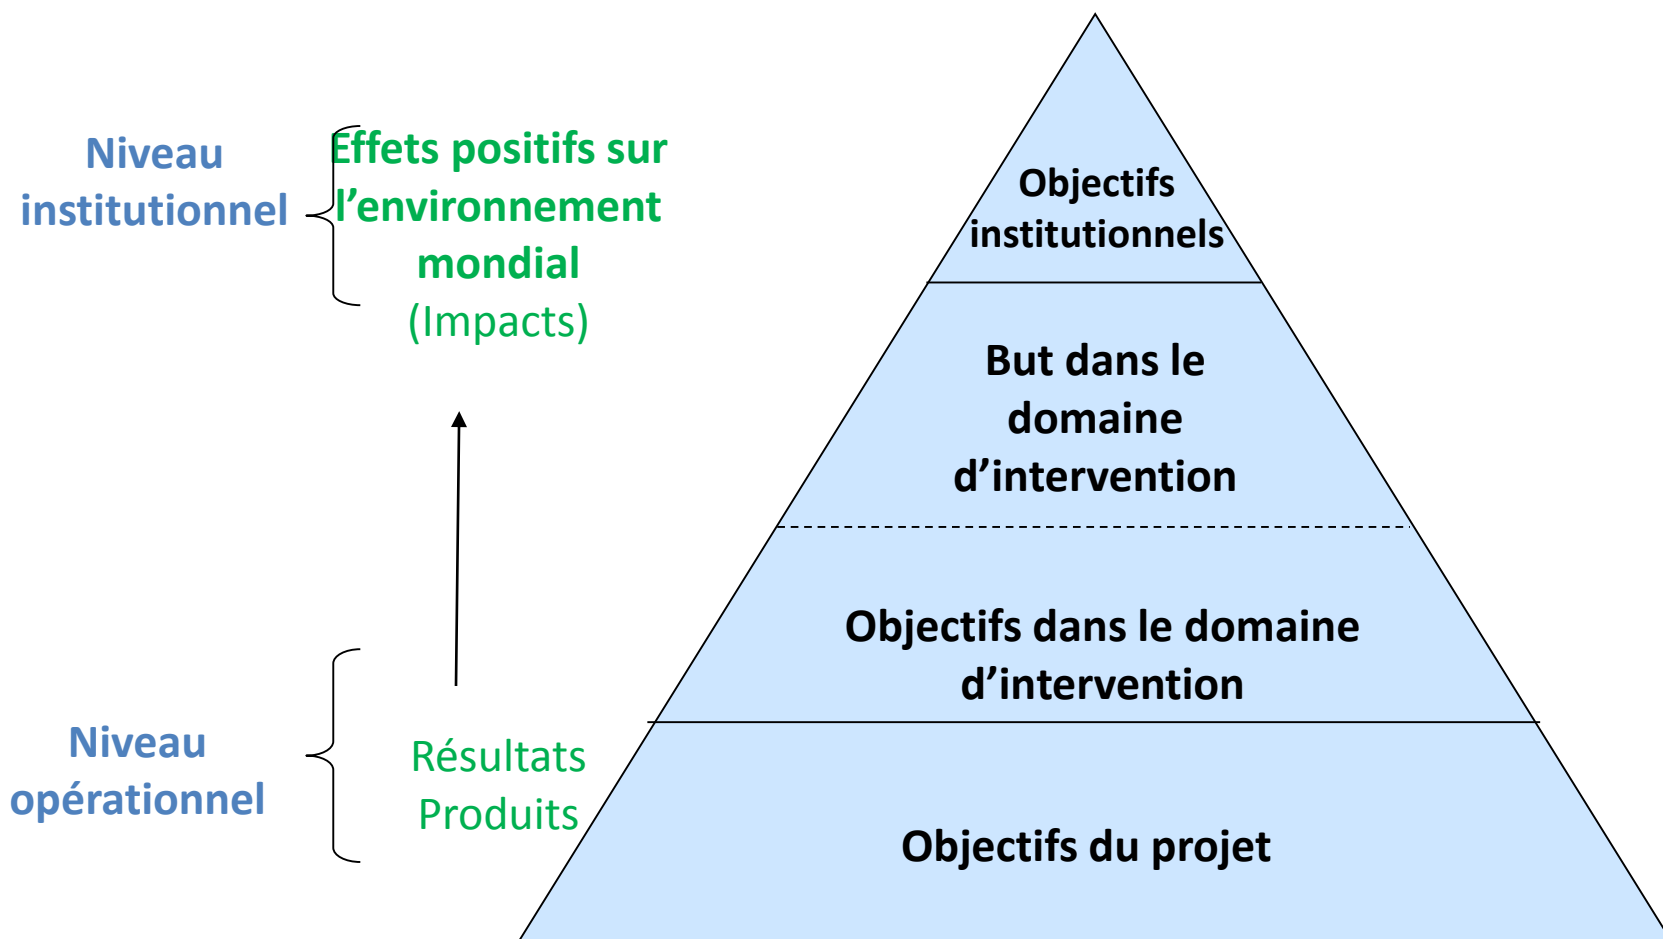 Niveau
institutionnel
Effets positifs sur
l’environnement
mondial
(Impacts)
Niveau
opérationnel
Résultats
Produits
Objectifs
institutionnels
But dans le
domaine
d’intervention
Objectifs dans le domaine
d’intervention
Objectifs du projet